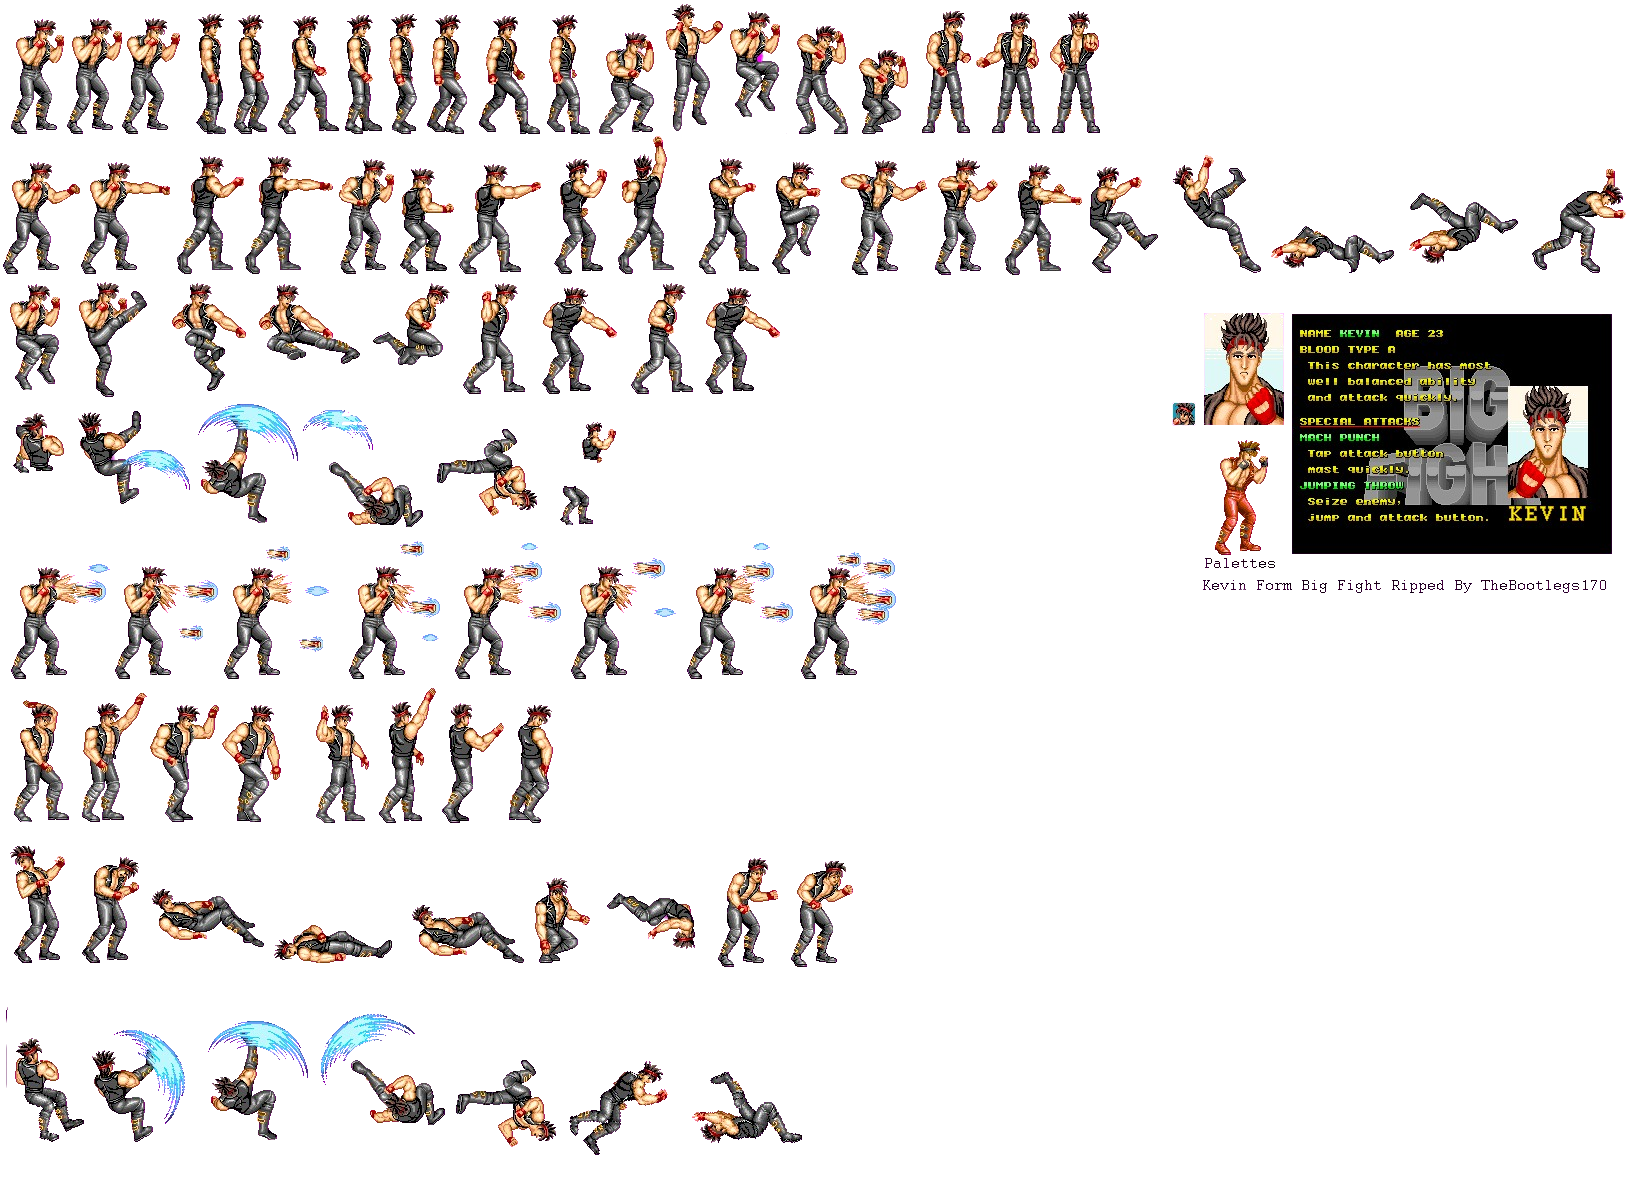 NAME KEVIN AGE 23
BLOOD TYPE A
This character has most
well balanced ability
and attack quickly.
SPECIAL ATTACKS
MACH PUNCH
Tap attack button
mast quickly.
JUMPING THROW
Seize enemy,
jump and attack button.
BIG
FIGH
KEVIN
Palettes
Kevin Form Big Fight Ripped By TheBootlegs170